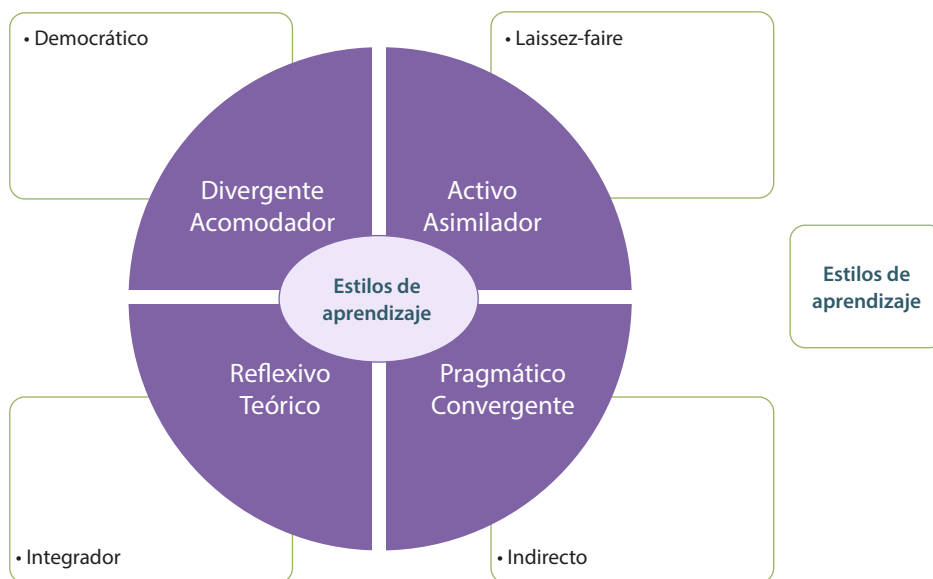 • Democrático
• Laissez-faire
Divergente
Acomodador
Activo
Asimilador
Estilos de
aprendizaje
Estilos de
aprendizaje
Reflexivo
Teórico
Pragmático
Convergente
• Integrador
• Indirecto